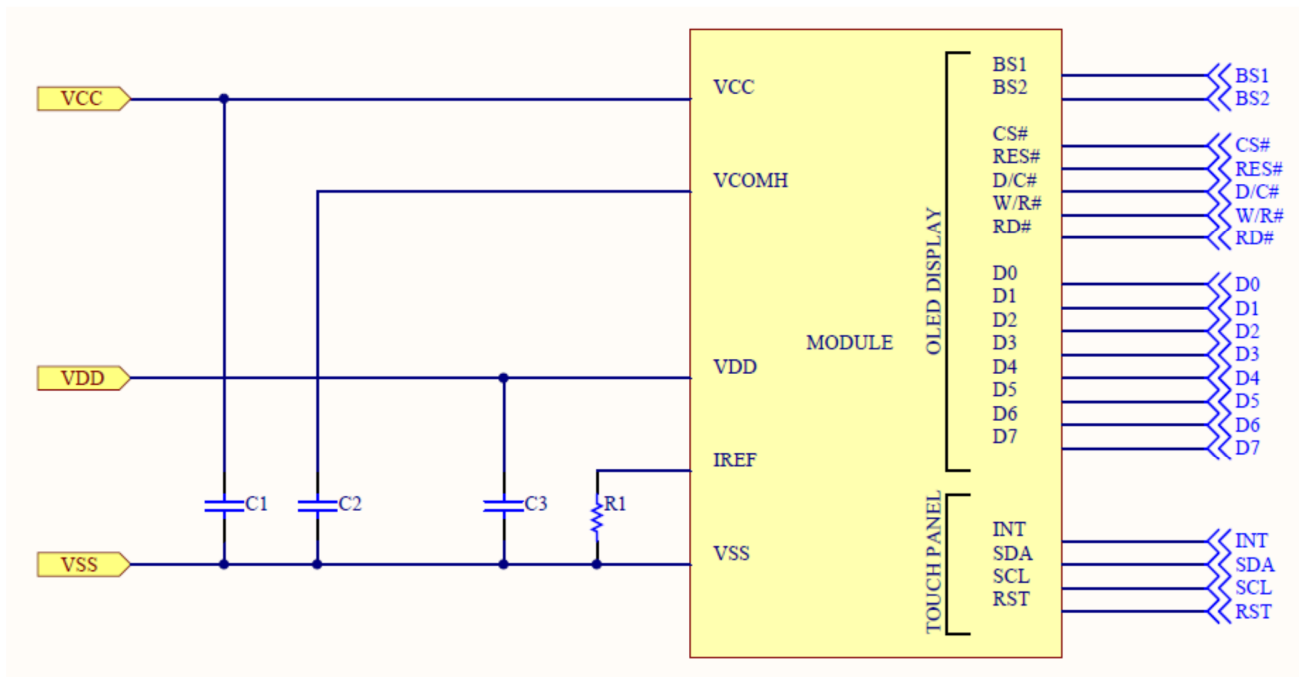 VCC
VDD
VSS
C1
C2
C3
R1
VCC
VCOMH
VDD
IREF
VSS
MODULE
OLED DISPLAY
TOUCH PANEL
BS1
BS2
CS#
RES#
D/C#
W/R#
RD#
D0
D1
D2
D3
D4
D5
D6
D7
INT
SDA
SCL
RST
BS1
BS2
CS#
RES#
D/C#
W/R#
RD#
D0
D1
D2
D3
D4
D5
D6
D7
INT
SDA
SCL
RST